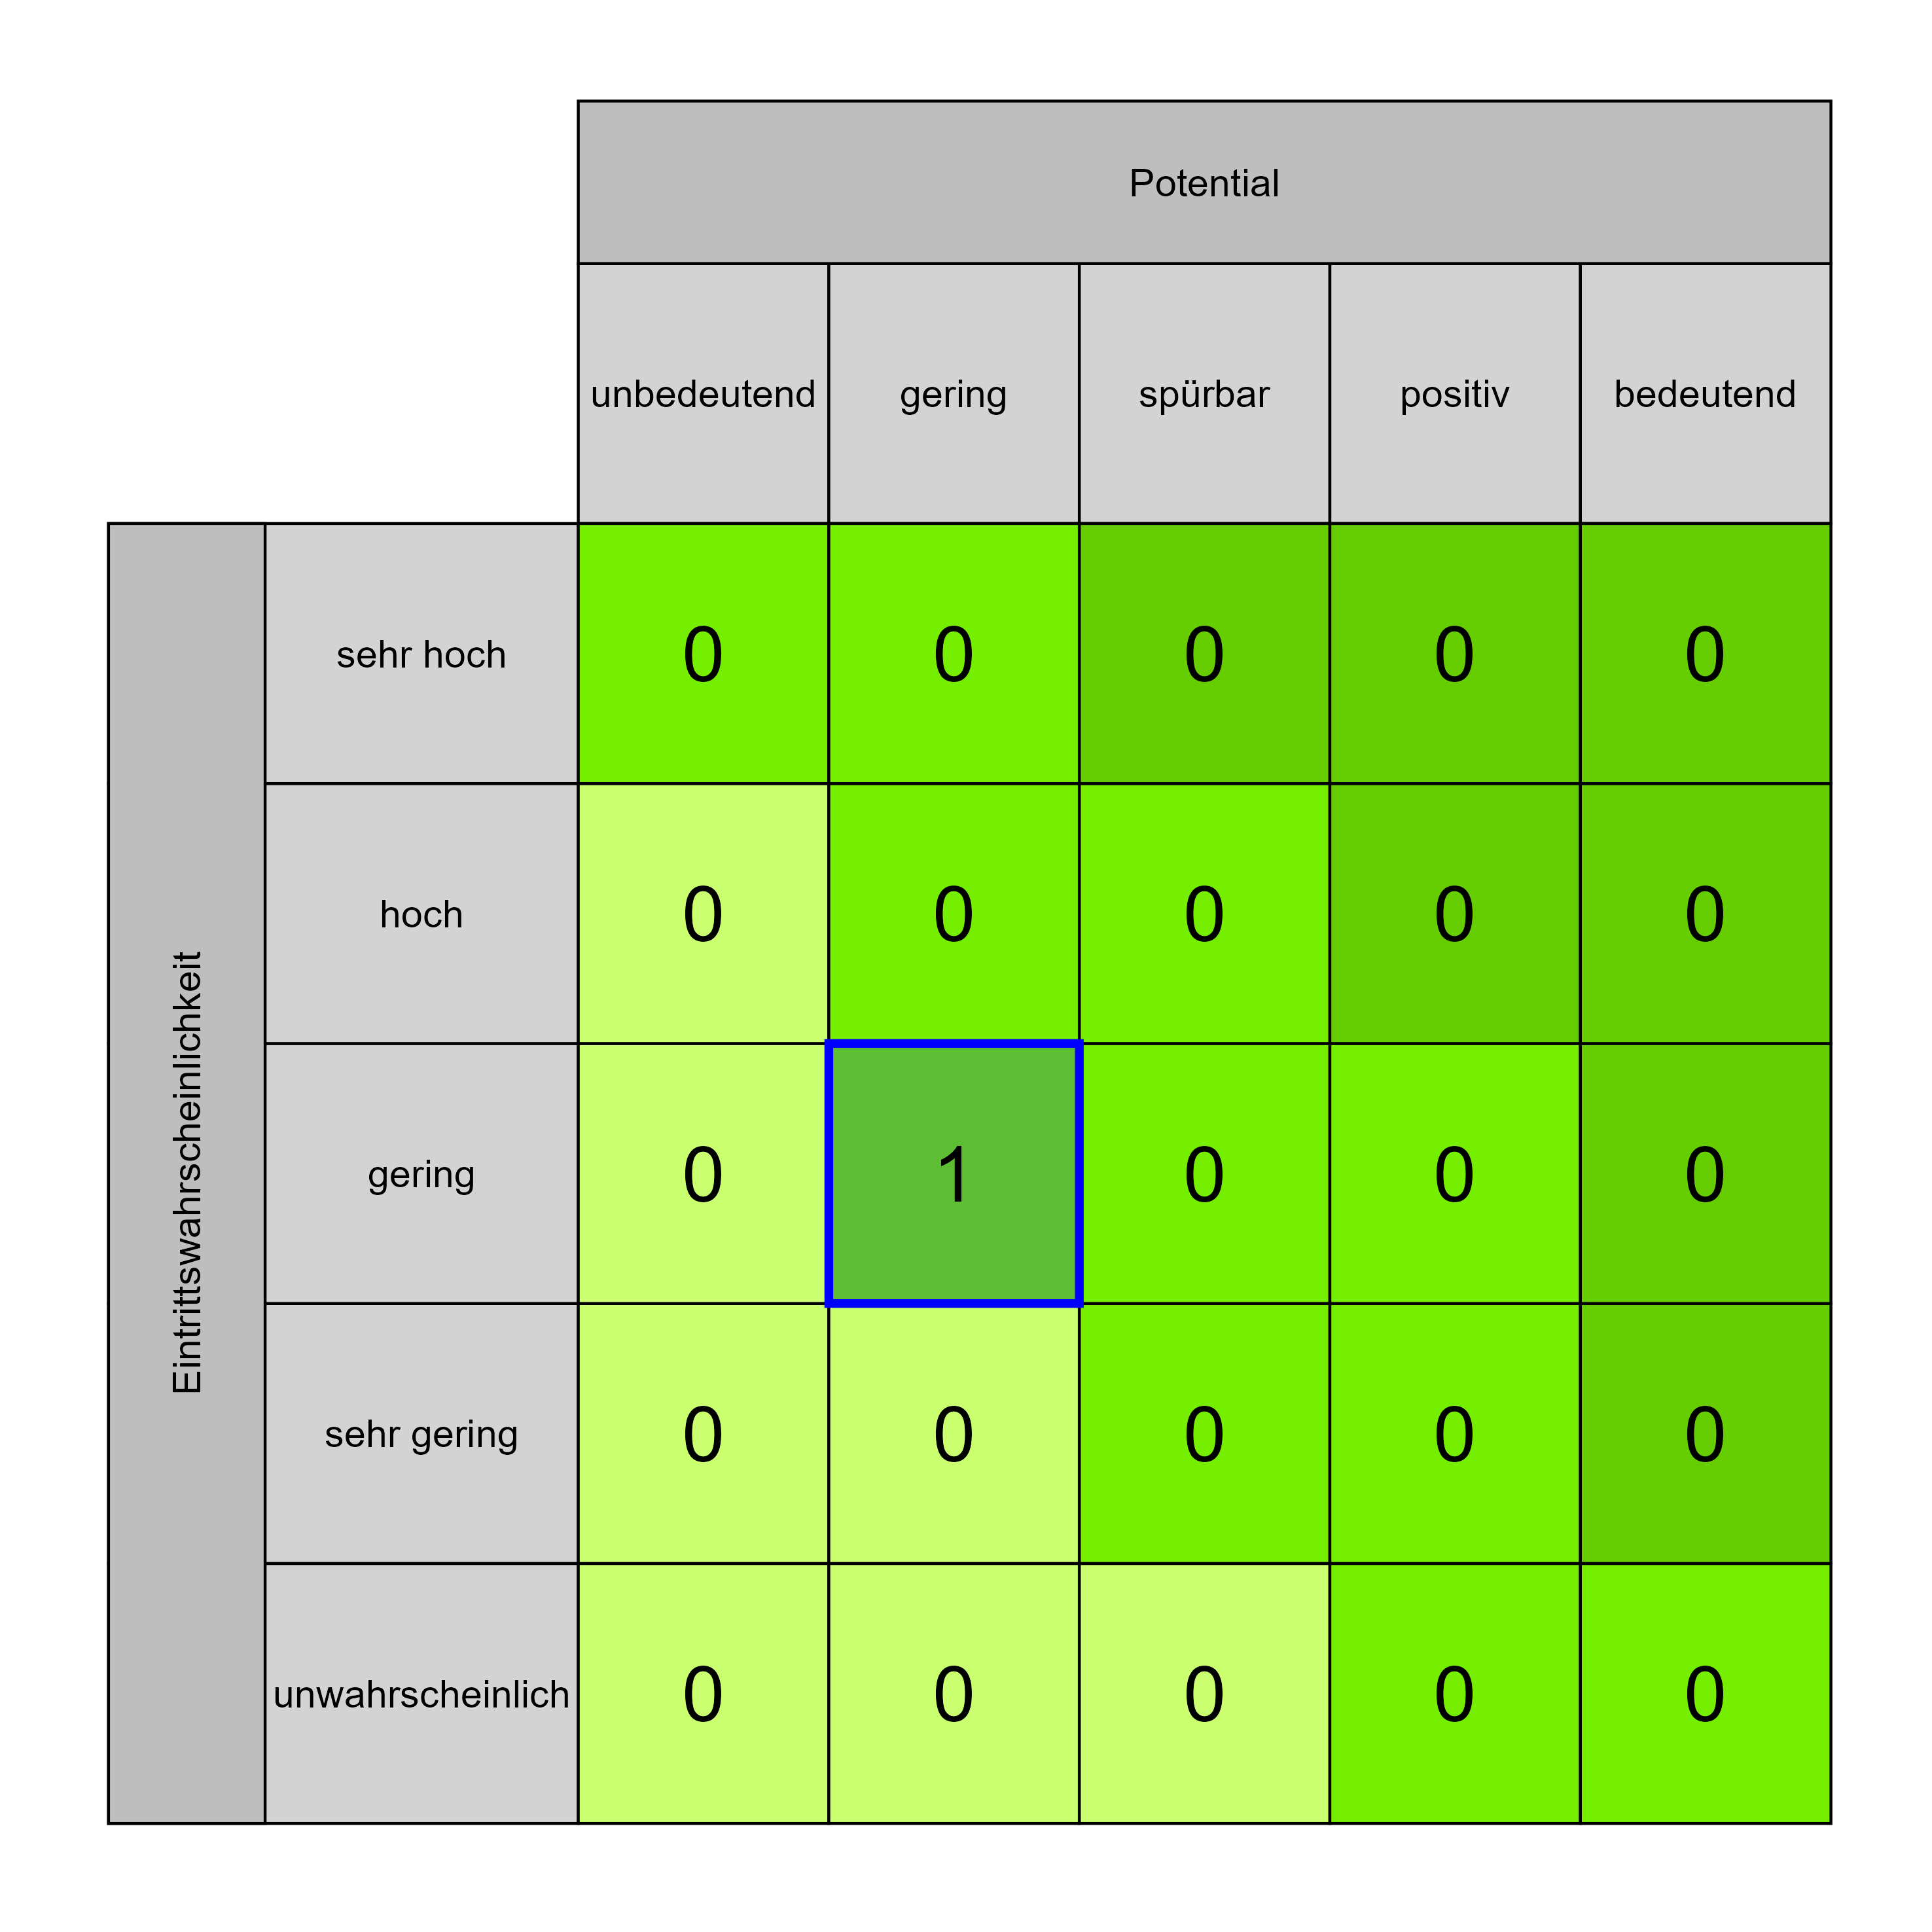 Potential
unbedeutend gering spürbar positiv bedeutend
Eintrittswahrscheinlichkeit
sehr hoch 0 0 0 0 0
hoch 0 0 0 0 0
gering 0 1 0 0 0
sehr gering 0 0 0 0 0
unwahrscheinlich 0 0 0 0 0